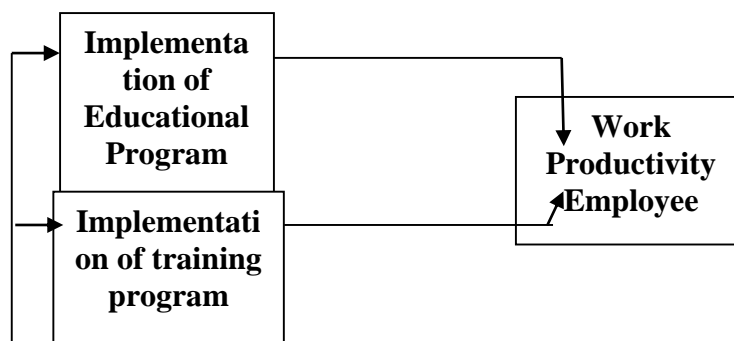 Implementa
tion of
Educational
Program
Work
Productivity
Employee
Implementati
on of training
program